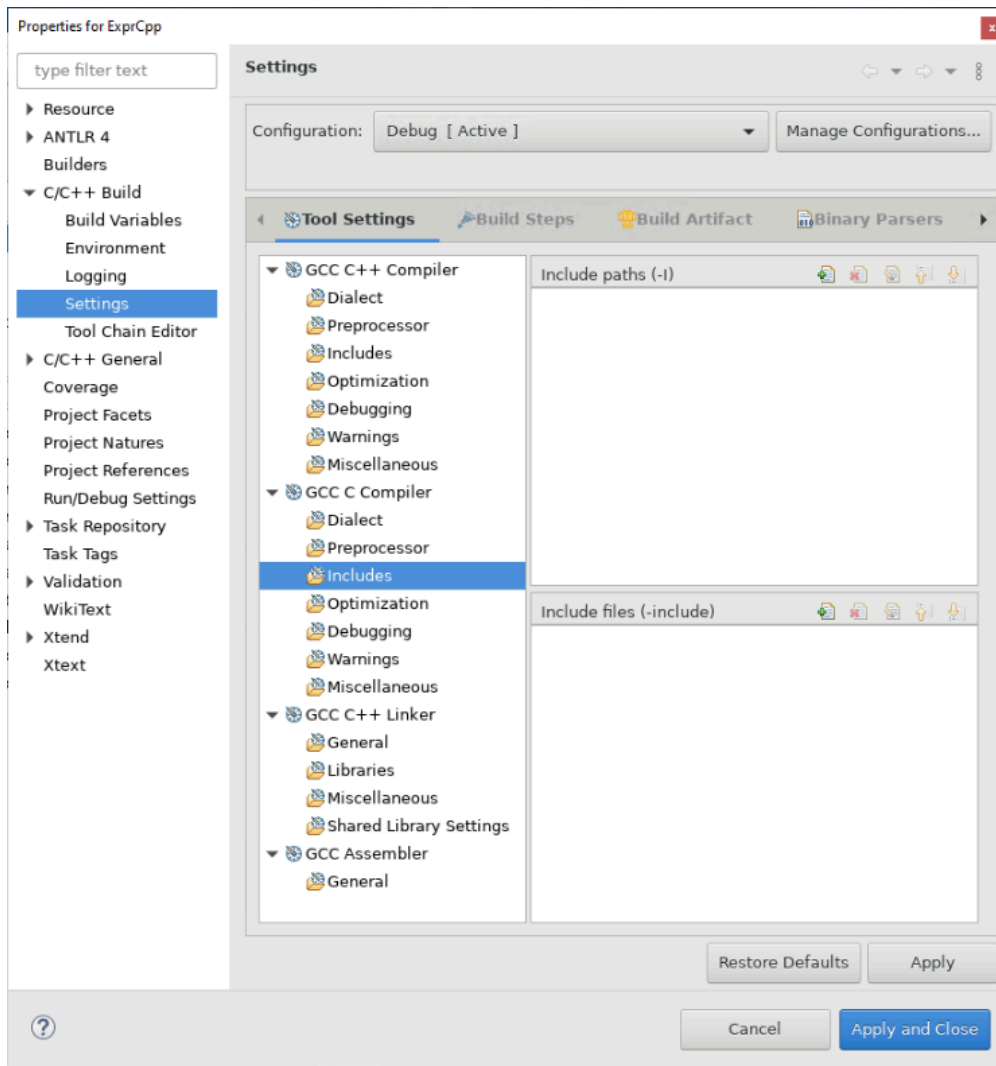 Properties for ExprCpp
x
type filter text
Resource
ANTLR 4
Builders
C/C++ Build
Build Variables
Environment
Logging
Settings
Tool Chain Editor
C/C++ General
Coverage
Project Facets
Project Natures
Project References
Run/Debug Settings
Task Repository
Task Tags
Validation
WikiText
Xtend
Xtext
Settings
Configuration: Debug [ Active ] Manage Configurations...
Tool Settings Build Steps Build Artifact Binary Parsers
GCC C++ Compiler
Dialect
Preprocessor
Includes
Optimization
Debugging
Warnings
Miscellaneous
GCC C Compiler
Dialect
Preprocessor
Includes
Optimization
Debugging
Warnings
Miscellaneous
GCC C++ Linker
General
Libraries
Miscellaneous
Shared Library Settings
GCC Assembler
General
Include paths (-I)
Include files (-include)
Restore Defaults Apply
? Cancel Apply and Close